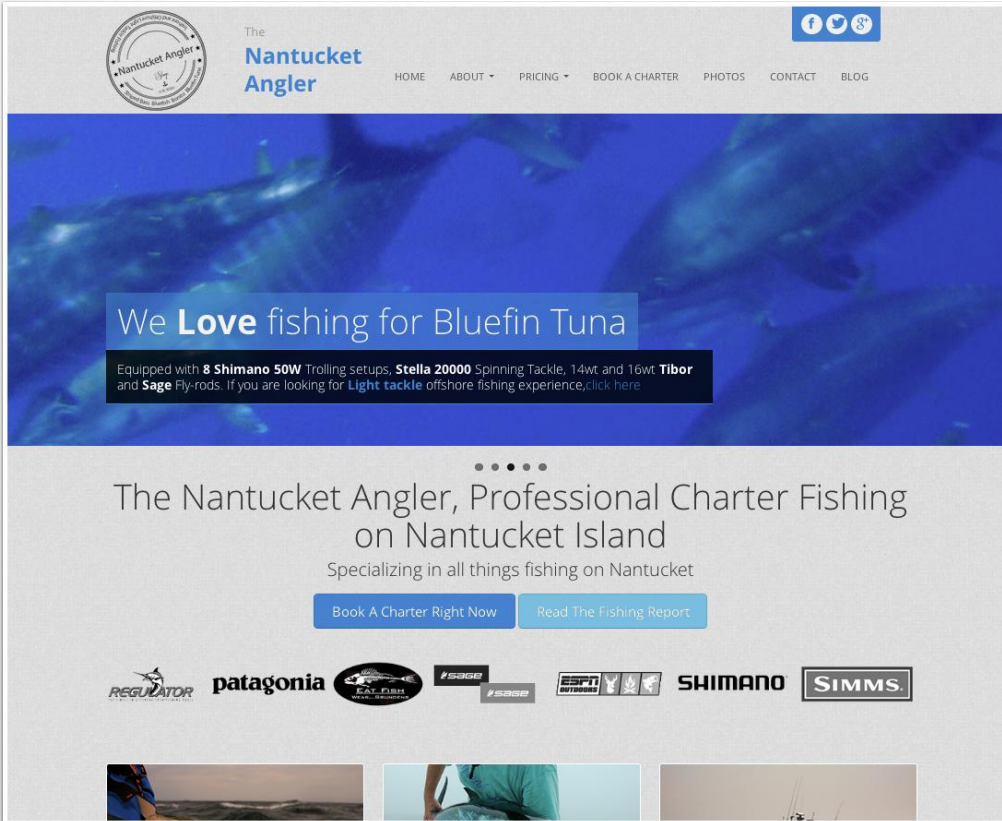 The
Nantucket
Angler
Nantucket Angler
HOME
ABOUT
PRICING
BOOK A CHARTER
PHOTOS
CONTACT
BLOG
We Love fishing for Bluefin Tuna
Equipped with 8 Shimano 50W Trolling setups, Stella 20000 Spinning Tackle, 14wt and 16wt Tibor
and Sage Fly-rods. If you are looking for Light tackle offshore fishing experience,click here
The Nantucket Angler, Professional Charter Fishing
on Nantucket Island
Specializing in all things fishing on Nantucket
Book A Charter Right Now
Read The Fishing Report
REGULATOR
patagonia
EAT FISH
WEAR.. GRUNDENS
SAGE
SAGE
ESPN
OUTDOORS
SHIMANO
SIMMS.